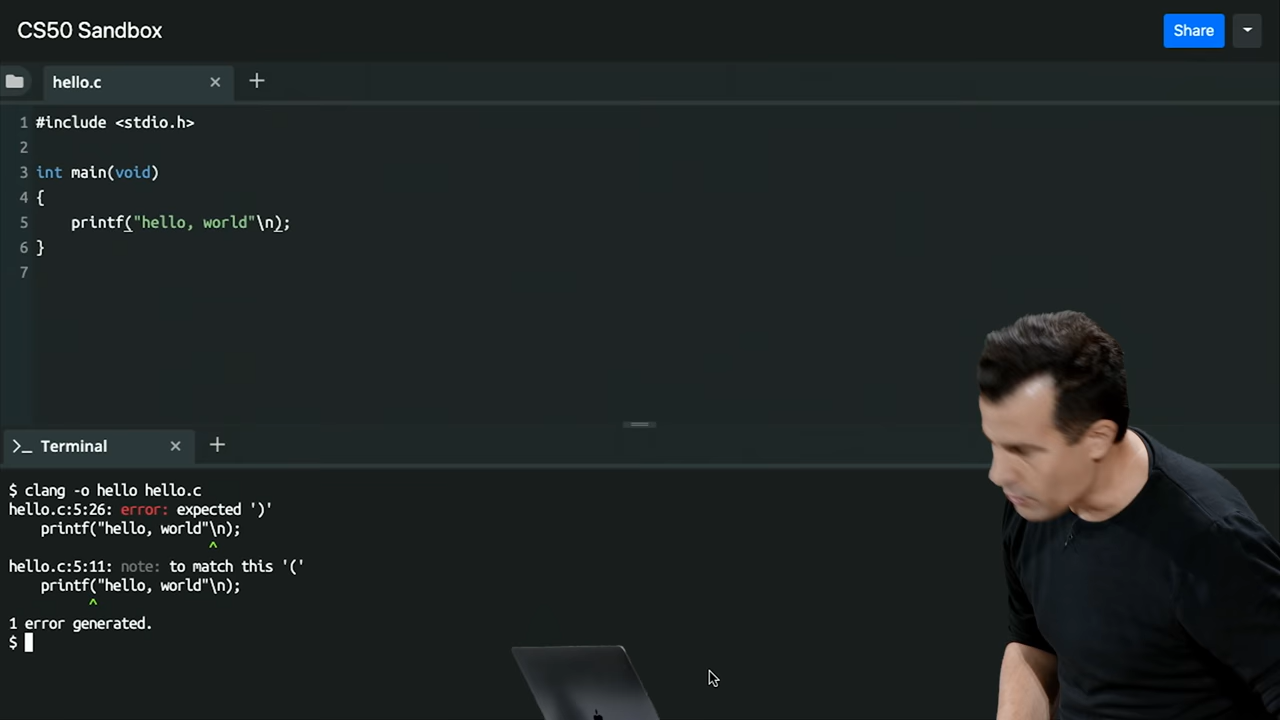 CS50 Sandbox
Share
hello.c
1 #include <stdio.h>
2
3 int main(void)
4 {
5     printf("hello, world"\n);
6 }
7
>_ Terminal
$ clang -o hello hello.c
hello.c:5:26: error: expected ')'
    printf("hello, world"\n);
^
hello.c:5:11: note: to match this '('
    printf("hello, world"\n);
^
1 error generated.
$